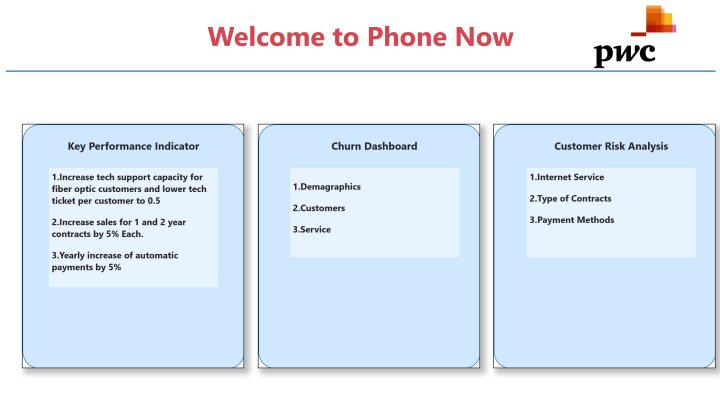 Welcome to Phone Now
pwc
Key Performance Indicator
1.Increase tech support capacity for
fiber optic customers and lower tech
ticket per customer to 0.5
2.Increase sales for 1 and 2 year
contracts by 5% Each.
3.Yearly increase of automatic
payments by 5%
Churn Dashboard
1.Demagraphics
2.Customers
3.Service
Customer Risk Analysis
1.Internet Service
2.Type of Contracts
3.Payment Methods